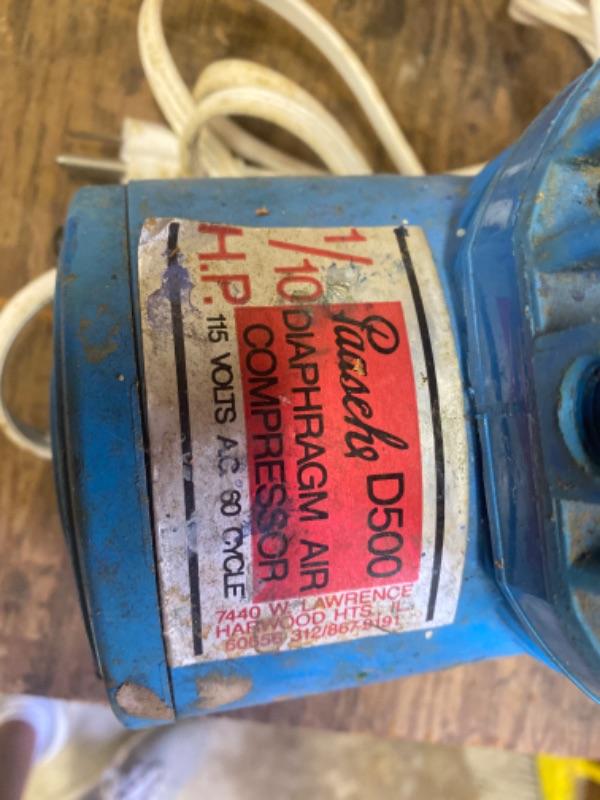 1/10 H.P.
Paasche D500
DIAPHRAGM AIR
COMPRESSOR
115 VOLTS A.C 60 CYCLE
7440 W. LAWRENCE
HARWOOD HTS., IL.
60656 312/867-9191